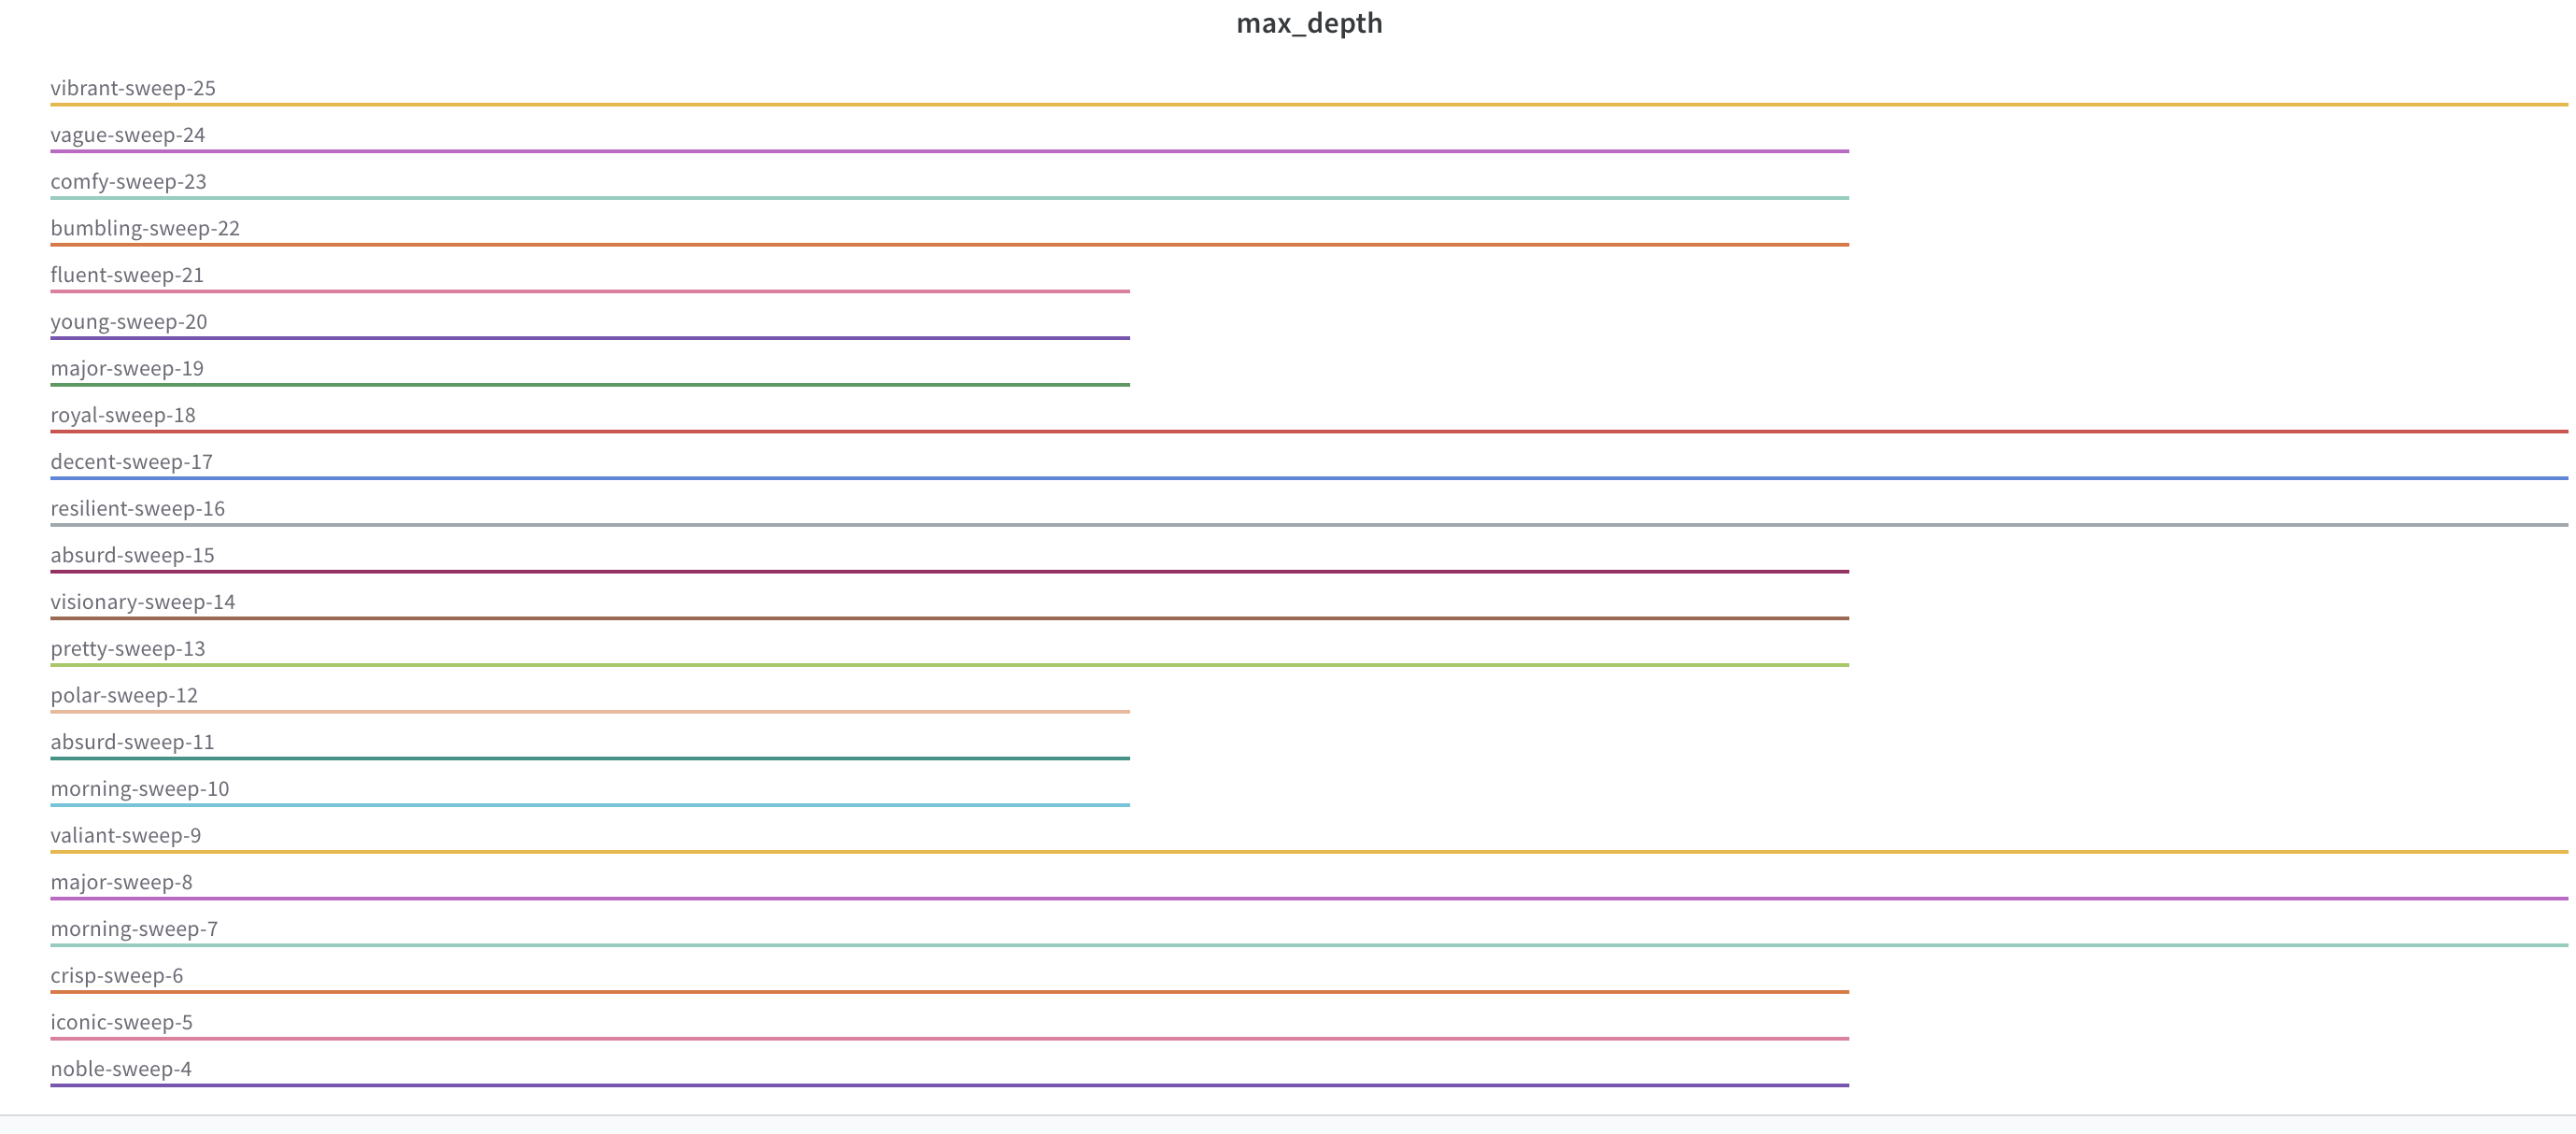 max_depth
vibrant-sweep-25
vague-sweep-24
comfy-sweep-23
bumbling-sweep-22
fluent-sweep-21
young-sweep-20
major-sweep-19
royal-sweep-18
decent-sweep-17
resilient-sweep-16
absurd-sweep-15
visionary-sweep-14
pretty-sweep-13
polar-sweep-12
absurd-sweep-11
morning-sweep-10
valiant-sweep-9
major-sweep-8
morning-sweep-7
crisp-sweep-6
iconic-sweep-5
noble-sweep-4